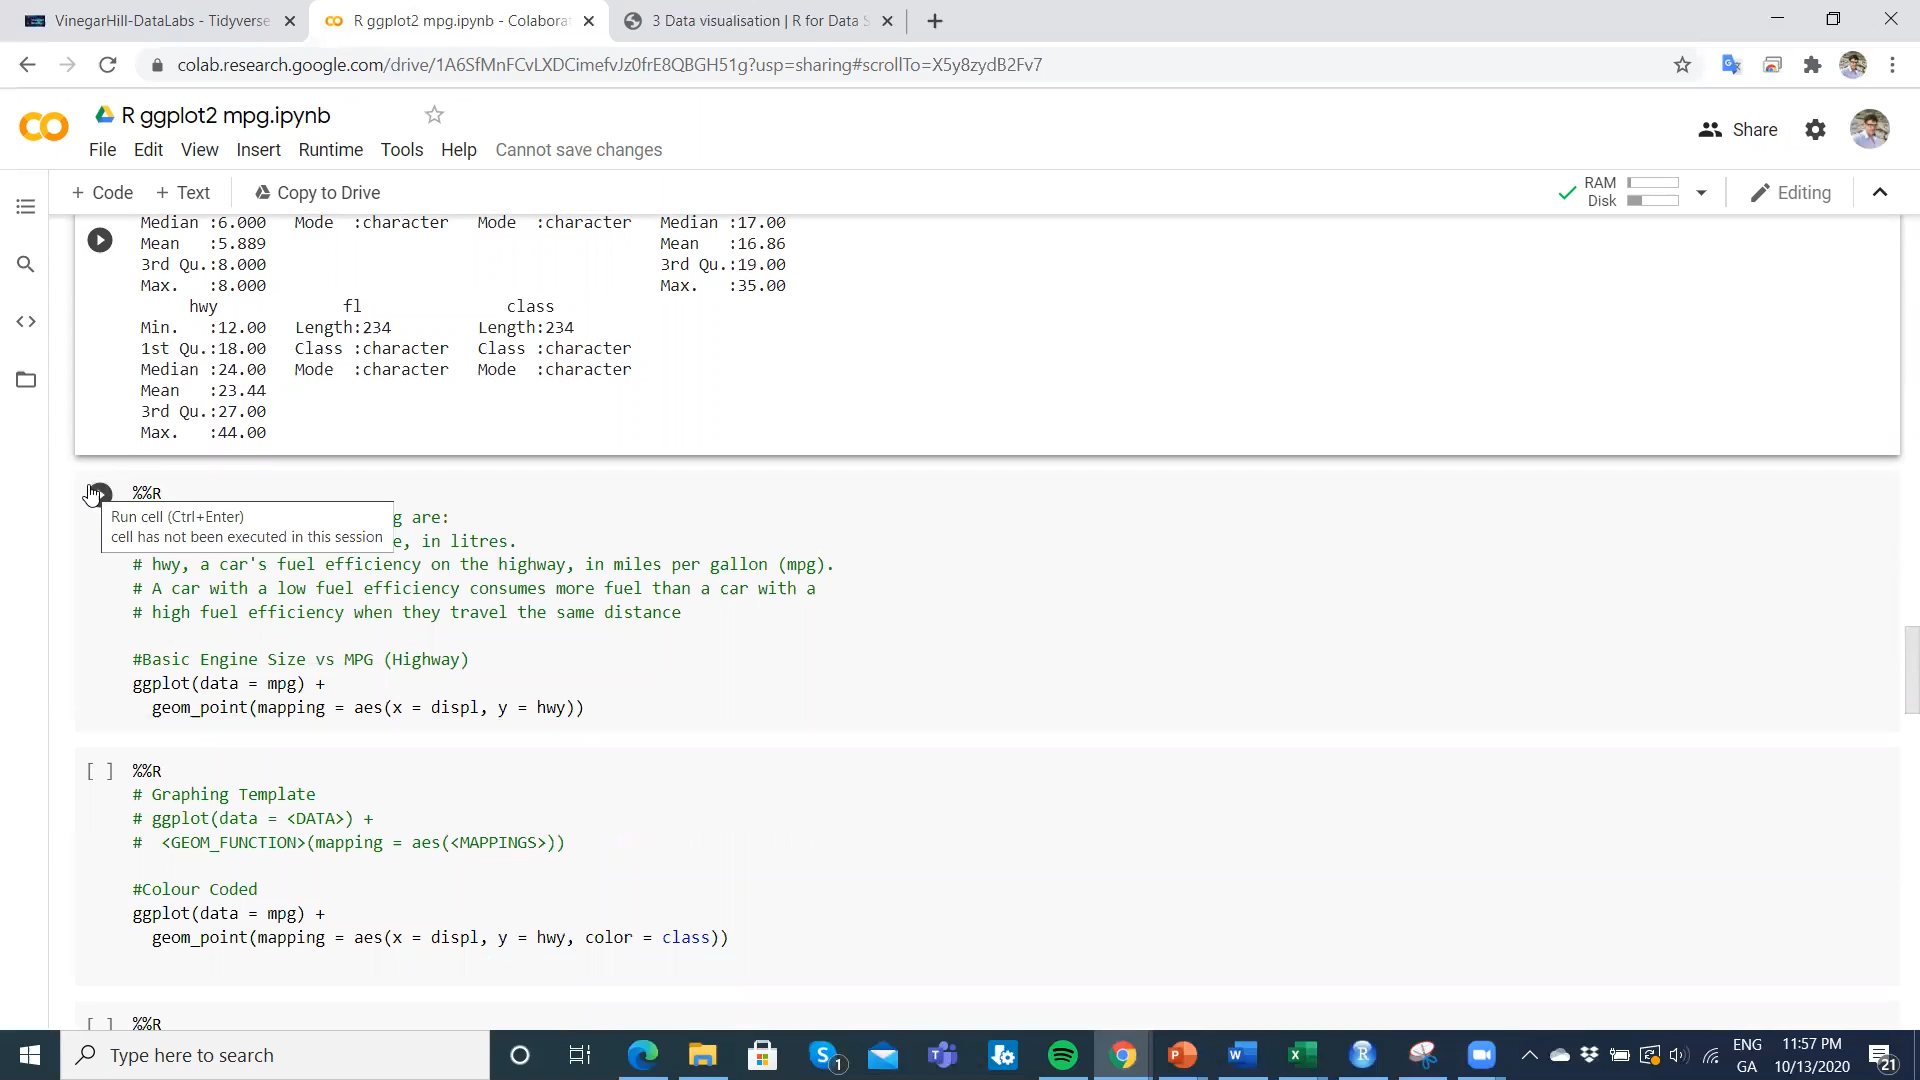 VinegarHill-DataLabs - Tidyverse
R ggplot2 mpg.ipynb - Colaborat
3 Data visualisation | R for Data S
colab.research.google.com/drive/1A6SfMnFCvLXDCimefvJz0frE8QBGH51g?usp=sharing#scrollTo=X5y8zydB2Fv7
R ggplot2 mpg.ipynb
Share
File Edit View Insert Runtime Tools Help Cannot save changes
+ Code + Text Copy to Drive
RAM
Disk
Editing
Median :6.000 Mode :character Mode :character Median :17.00
Mean :5.889 Mean :16.86
3rd Qu.:8.000 3rd Qu.:19.00
Max. :8.000 Max. :35.00
hwy fl class
Min. :12.00 Length:234 Length:234
1st Qu.:18.00 Class :character Class :character
Median :24.00 Mode :character Mode :character
Mean :23.44
3rd Qu.:27.00
Max. :44.00
%%R
Run cell (Ctrl+Enter)
cell has not been executed in this session
g are:
e, in litres.
# hwy, a car's fuel efficiency on the highway, in miles per gallon (mpg).
# A car with a low fuel efficiency consumes more fuel than a car with a
# high fuel efficiency when they travel the same distance
#Basic Engine Size vs MPG (Highway)
ggplot(data = mpg) +
geom_point(mapping = aes(x = displ, y = hwy))
[ ] %%R
# Graphing Template
# ggplot(data = <DATA>) +
# <GEOM_FUNCTION>(mapping = aes(<MAPPINGS>))
#Colour Coded
ggplot(data = mpg) +
geom_point(mapping = aes(x = displ, y = hwy, color = class))
[ ] %%R
Type here to search
1
ENG
GA
11:57 PM
10/13/2020
21